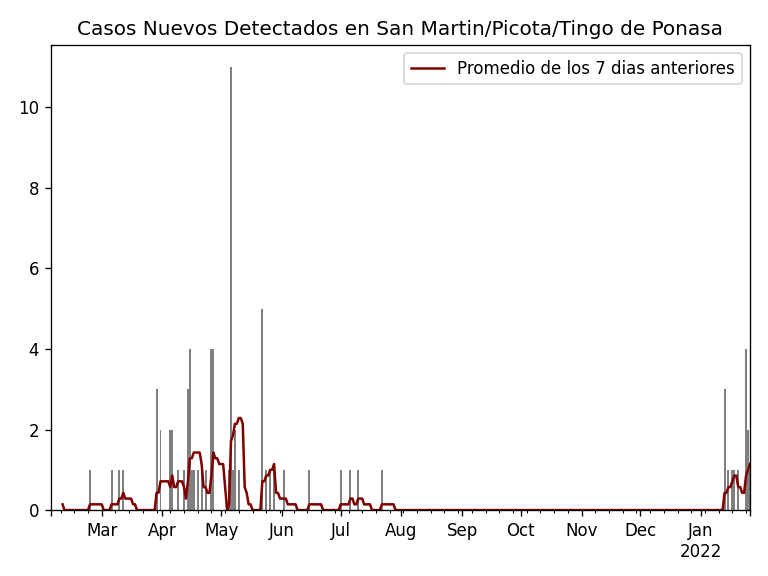 Casos Nuevos Detectados en San Martin/Picota/Tingo de Ponasa
Promedio de los 7 dias anteriores
10
8
6
4
2
0
Mar Apr May Jun Jul Aug Sep Oct Nov Dec Jan
2022